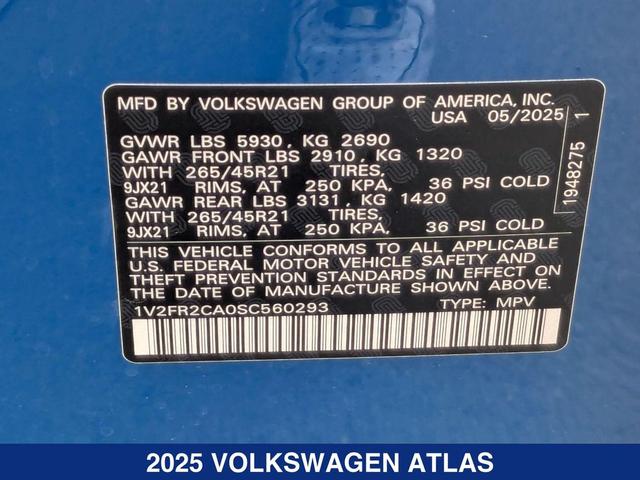 MFD BY VOLKSWAGEN GROUP OF AMERICA, INC.
USA 05/2025
GVWR LBS 5930, KG 2690
GAWR FRONT LBS 2910, KG 1320
WITH 265/45R21 TIRES,
9JX21 RIMS, AT 250 KPA, 36 PSI COLD
GAWR REAR LBS 3131, KG 1420
WITH 265/45R21 TIRES,
9JX21 RIMS, AT 250 KPA, 36 PSI COLD
THIS VEHICLE CONFORMS TO ALL APPLICABLE
U.S. FEDERAL MOTOR VEHICLE SAFETY AND
THEFT PREVENTION STANDARDS IN EFFECT ON
THE DATE OF MANUFACTURE SHOWN ABOVE.
1V2FR2CA0SC560293 TYPE: MPV
1948275 1
2025 VOLKSWAGEN ATLAS